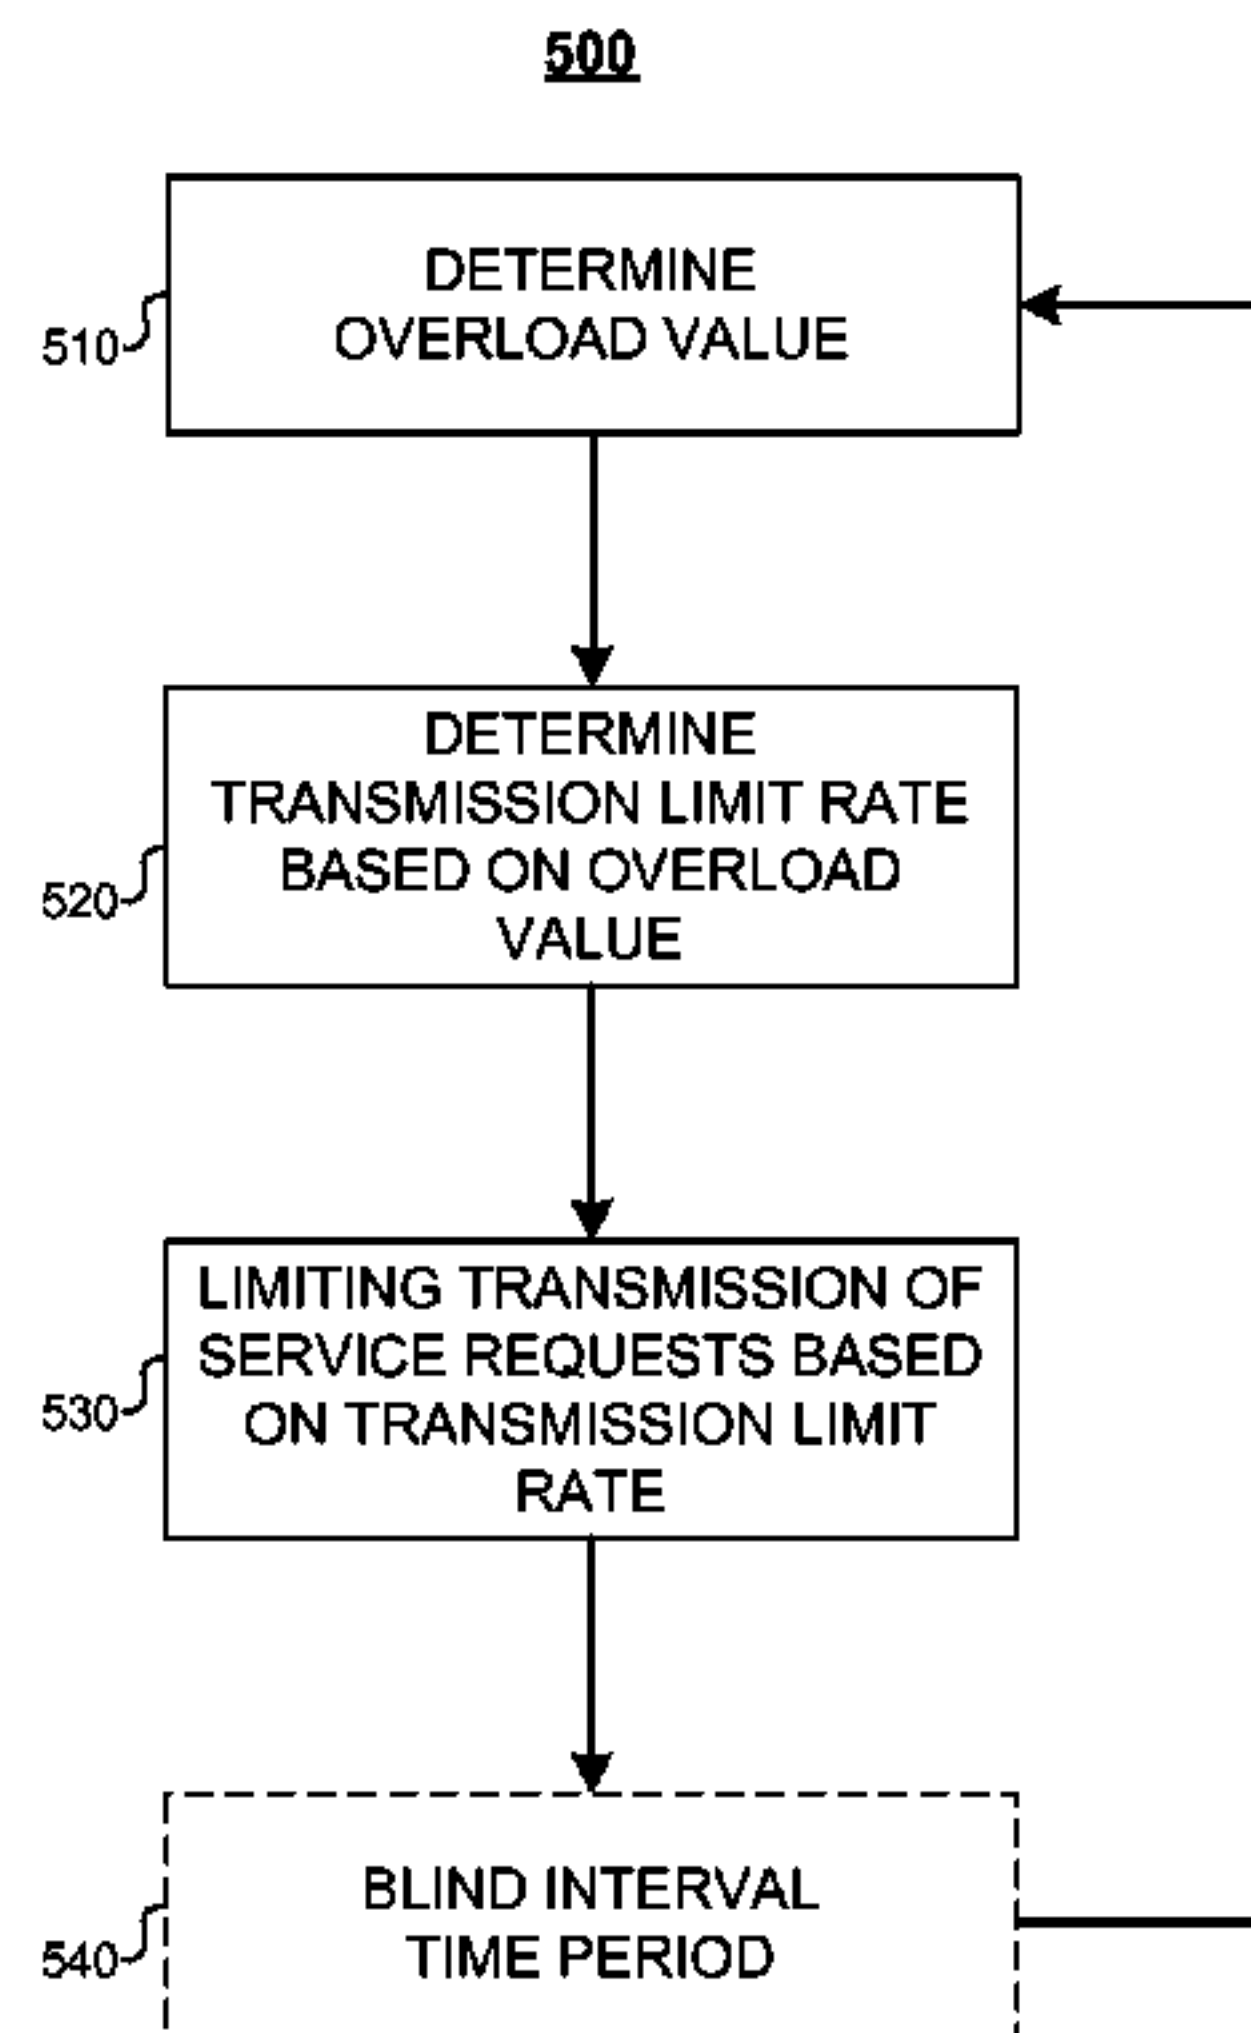 500
DETERMINE
OVERLOAD VALUE
510
DETERMINE
TRANSMISSION LIMIT RATE
BASED ON OVERLOAD
VALUE
520
LIMITING TRANSMISSION OF
SERVICE REQUESTS BASED
ON TRANSMISSION LIMIT
RATE
530
BLIND INTERVAL
TIME PERIOD
540